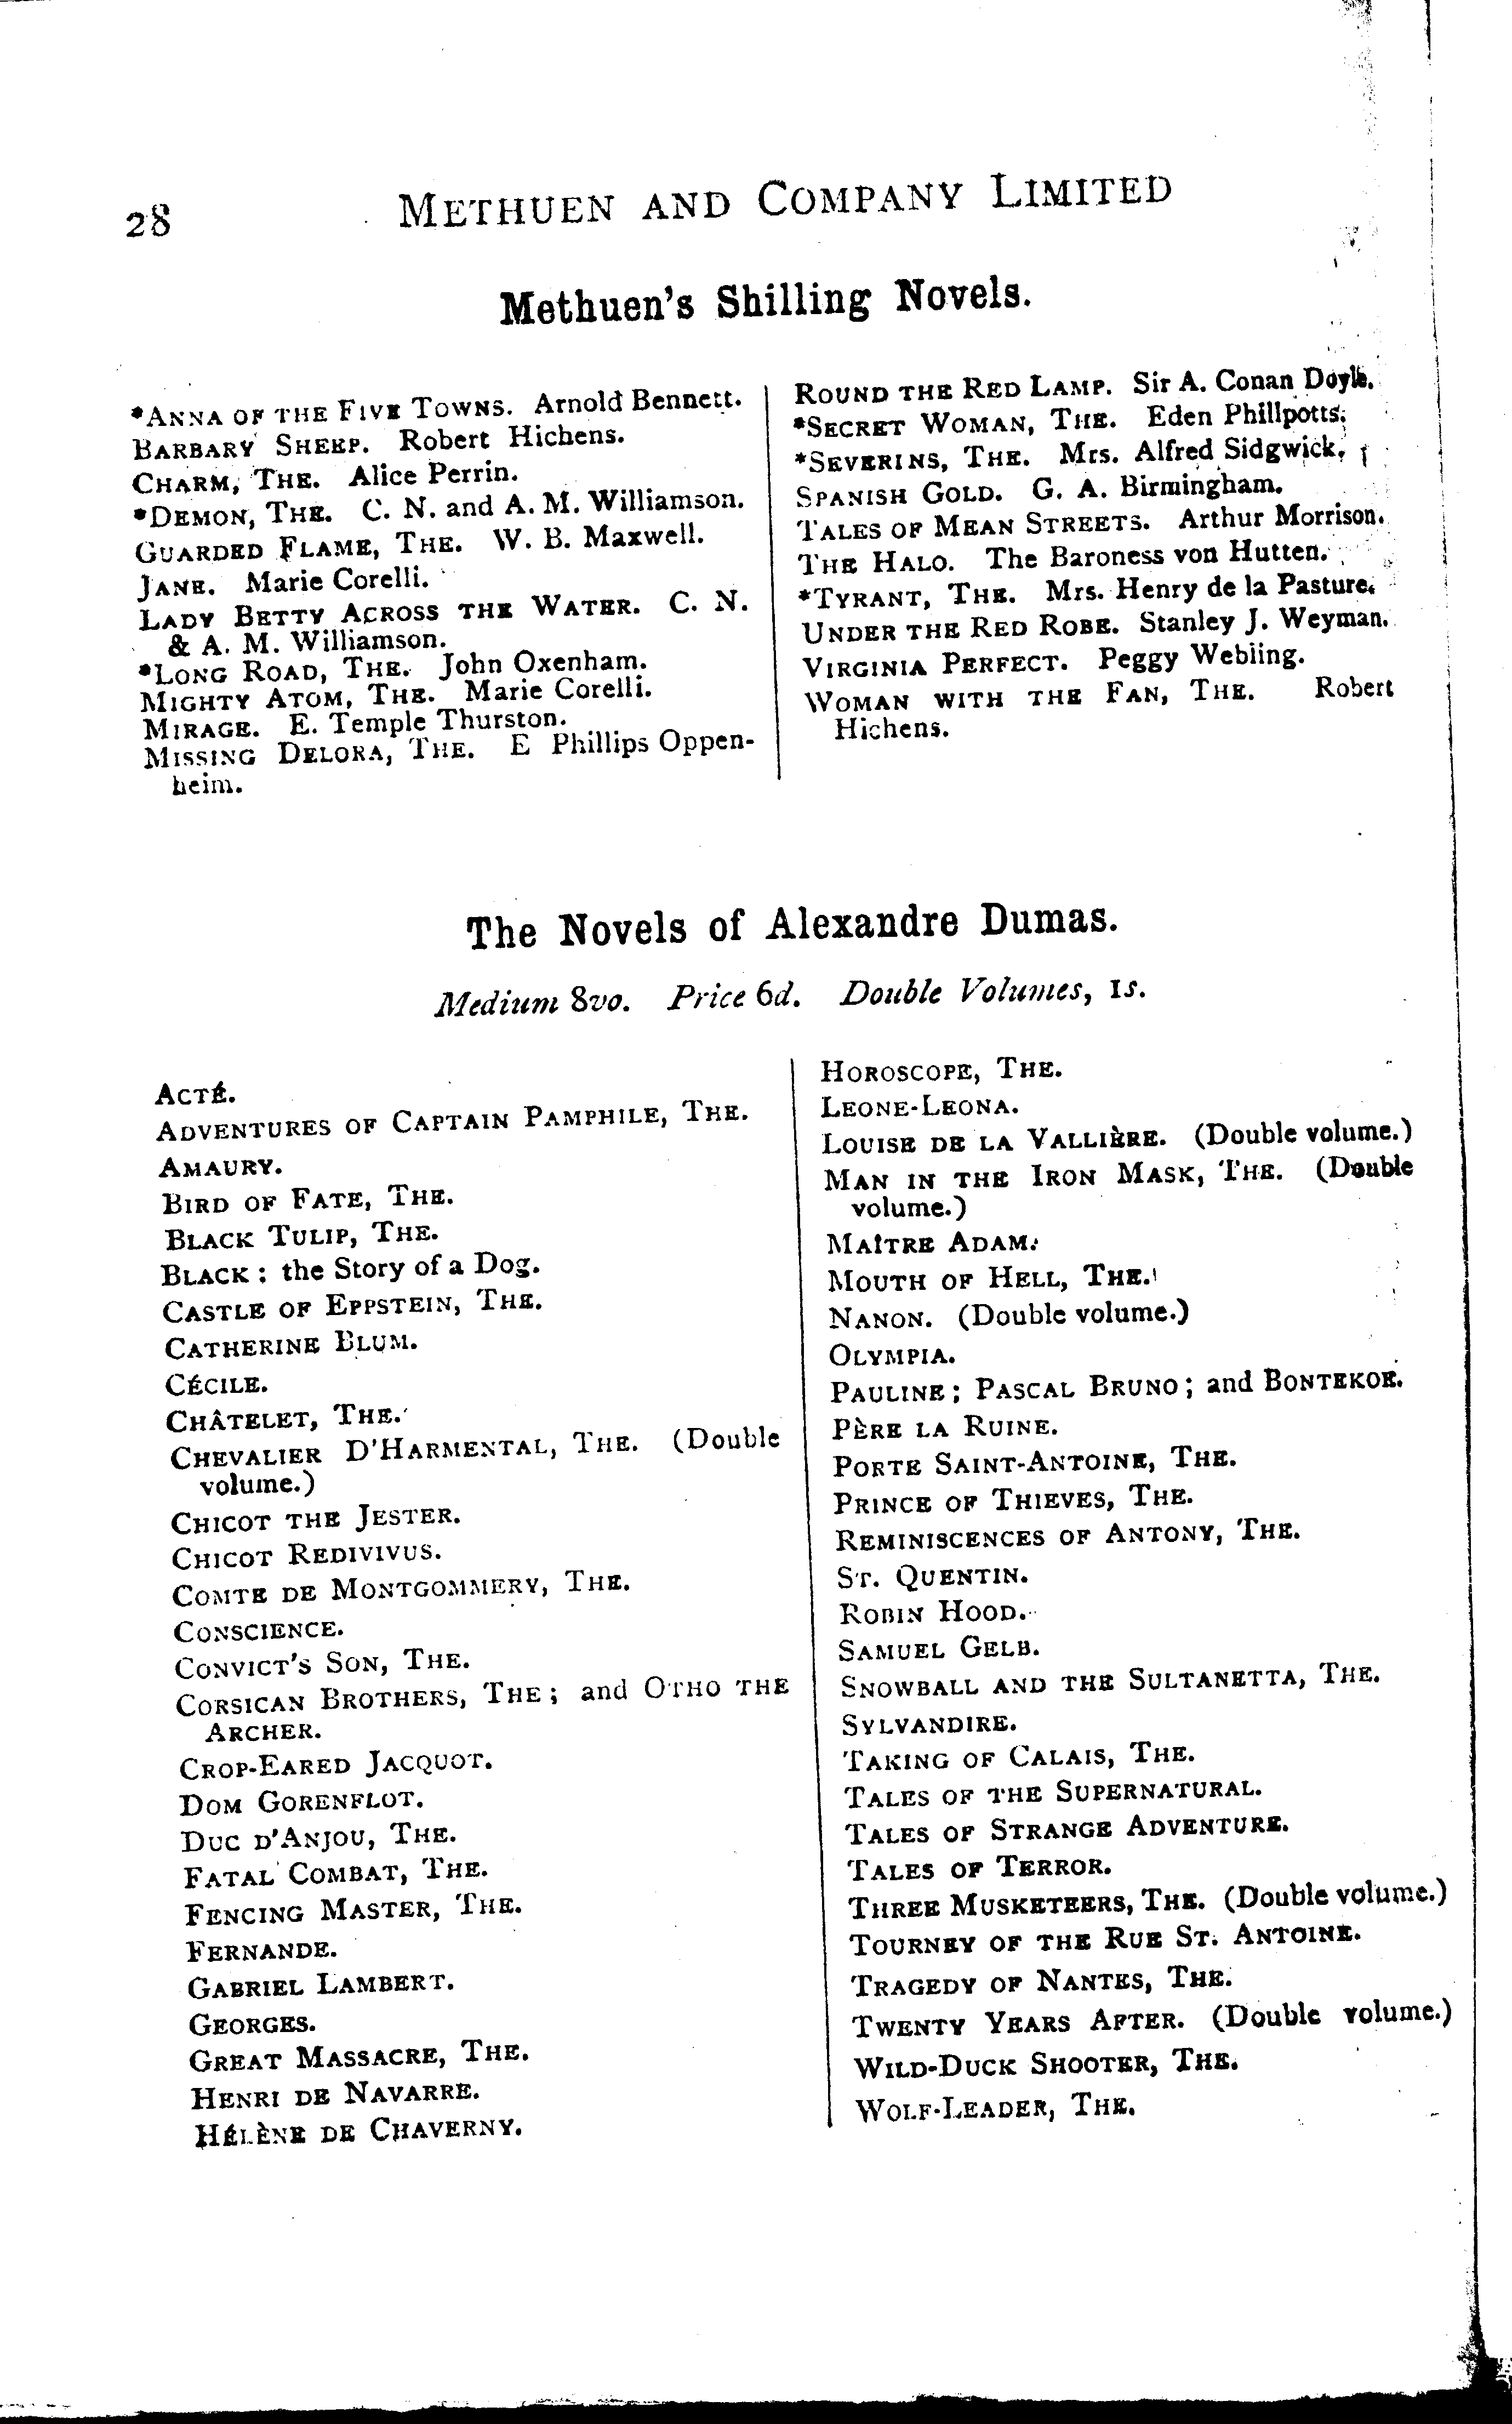 28 METHUEN AND COMPANY LIMITED
Methuen's Shilling Novels.
*ANNA OF THE FIVE TOWNS. Arnold Bennett.
BARBARY SHEEP. Robert Hichens.
CHARM, THE. Alice Perrin.
*DEMON, THE. C. N. and A. M. Williamson.
GUARDED FLAME, THE. W. B. Maxwell.
JANE. Marie Corelli.
LADY BETTY ACROSS THE WATER. C. N.
& A. M. Williamson.
*LONG ROAD, THE. John Oxenham.
MIGHTY ATOM, THE. Marie Corelli.
MIRAGE. E. Temple Thurston.
MISSING DELORA, THE. E Phillips Oppen-
heim.
ROUND THE RED LAMP. Sir A. Conan Doyle.
*SECRET WOMAN, THE. Eden Phillpotts.
*SEVERINS, THE. Mrs. Alfred Sidgwick.
SPANISH GOLD. G. A. Birmingham.
TALES OF MEAN STREETS. Arthur Morrison.
THE HALO. The Baroness von Hutten.
*TYRANT, THE. Mrs. Henry de la Pasture.
UNDER THE RED ROBE. Stanley J. Weyman.
VIRGINIA PERFECT. Peggy Webling.
WOMAN WITH THE FAN, THE. Robert
Hichens.
The Novels of Alexandre Dumas.
Medium 8vo. Price 6d. Double Volumes, 1s.
ACTÉ.
ADVENTURES OF CAPTAIN PAMPHILE, THE.
AMAURY.
BIRD OF FATE, THE.
BLACK TULIP, THE.
BLACK: the Story of a Dog.
CASTLE OF EPPSTEIN, THE.
CATHERINE BLUM.
CÉCILE.
CHÂTELET, THE.
CHEVALIER D'HARMENTAL, THE. (Double
volume.)
CHICOT THE JESTER.
CHICOT REDIVIVUS.
COMTE DE MONTGOMMERY, THE.
CONSCIENCE.
CONVICT'S SON, THE.
CORSICAN BROTHERS, THE; and OTHO THE
ARCHER.
CROP-EARED JACQUOT.
DOM GORENFLOT.
DUC D'ANJOU, THE.
FATAL COMBAT, THE.
FENCING MASTER, THE.
FERNANDE.
GABRIEL LAMBERT.
GEORGES.
GREAT MASSACRE, THE.
HENRI DE NAVARRE.
HÉLÈNE DE CHAVERNY.
HOROSCOPE, THE.
LEONE-LEONA.
LOUISE DE LA VALLIÈRE. (Double volume.)
MAN IN THE IRON MASK, THE. (Double
volume.)
MAÎTRE ADAM.
MOUTH OF HELL, THE.
NANON. (Double volume.)
OLYMPIA.
PAULINE; PASCAL BRUNO; and BONTEKOE.
PÈRE LA RUINE.
PORTE SAINT-ANTOINE, THE.
PRINCE OF THIEVES, THE.
REMINISCENCES OF ANTONY, THE.
ST. QUENTIN.
ROBIN HOOD.
SAMUEL GELB.
SNOWBALL AND THE SULTANETTA, THE.
SYLVANDIRE.
TAKING OF CALAIS, THE.
TALES OF THE SUPERNATURAL.
TALES OF STRANGE ADVENTURE.
TALES OF TERROR.
THREE MUSKETEERS, THE. (Double volume.)
TOURNEY OF THE RUE ST. ANTOINE.
TRAGEDY OF NANTES, THE.
TWENTY YEARS AFTER. (Double volume.)
WILD-DUCK SHOOTER, THE.
WOLF-LEADER, THE.